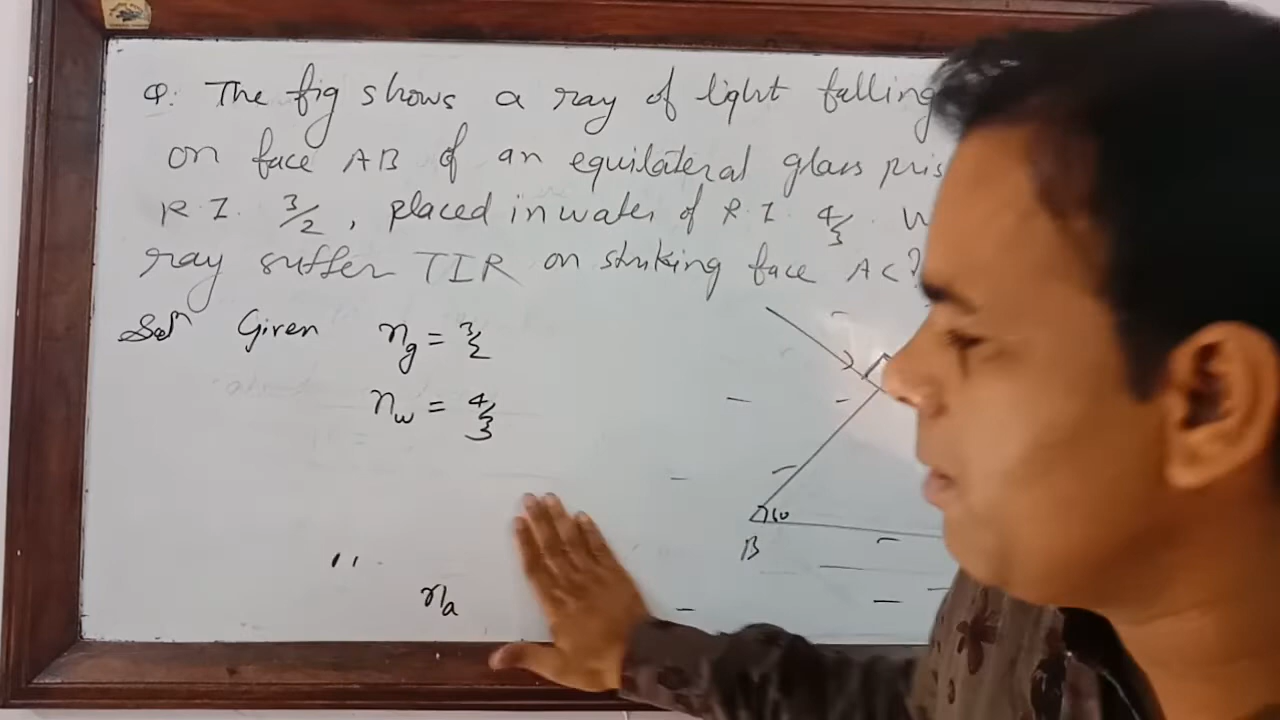 Q. The fig shows a ray of light falling
on face AB of an equilateral glass pris
R.I. 3/2, placed in water of R.I. 4/3. W
ray suffer TIR on striking face AC?
Solⁿ Given n_g = 3/2
n_w = 4/3
60
B
n_a